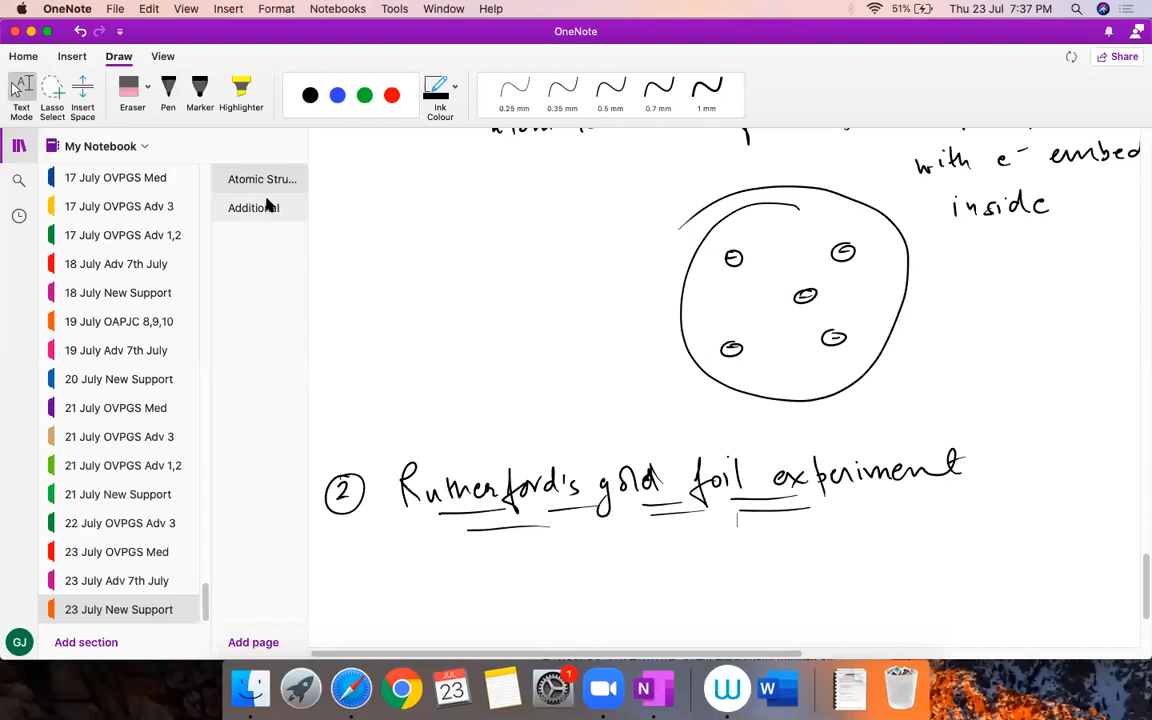 OneNote File Edit View Insert Format Notebooks Tools Window Help 51% Thu 23 Jul 7:37 PM
OneNote
Home Insert Draw View Share
Text Mode Lasso Select Insert Space Eraser Pen Marker Highlighter Ink Colour 0.25 mm 0.35 mm 0.5 mm 0.7 mm 1 mm
My Notebook
17 July OVPGS Med
17 July OVPGS Adv 3
17 July OVPGS Adv 1,2
18 July Adv 7th July
18 July New Support
19 July OAPJC 8,9,10
19 July Adv 7th July
20 July New Support
21 July OVPGS Med
21 July OVPGS Adv 3
21 July OVPGS Adv 1,2
21 July New Support
22 July OVPGS Adv 3
23 July OVPGS Med
23 July Adv 7th July
23 July New Support
Add section
GJ
Atomic Stru...
Additional
Add page
with e⁻ embed
inside
② Rutherford's gold foil experiment
JUL
23
1
N
W
W